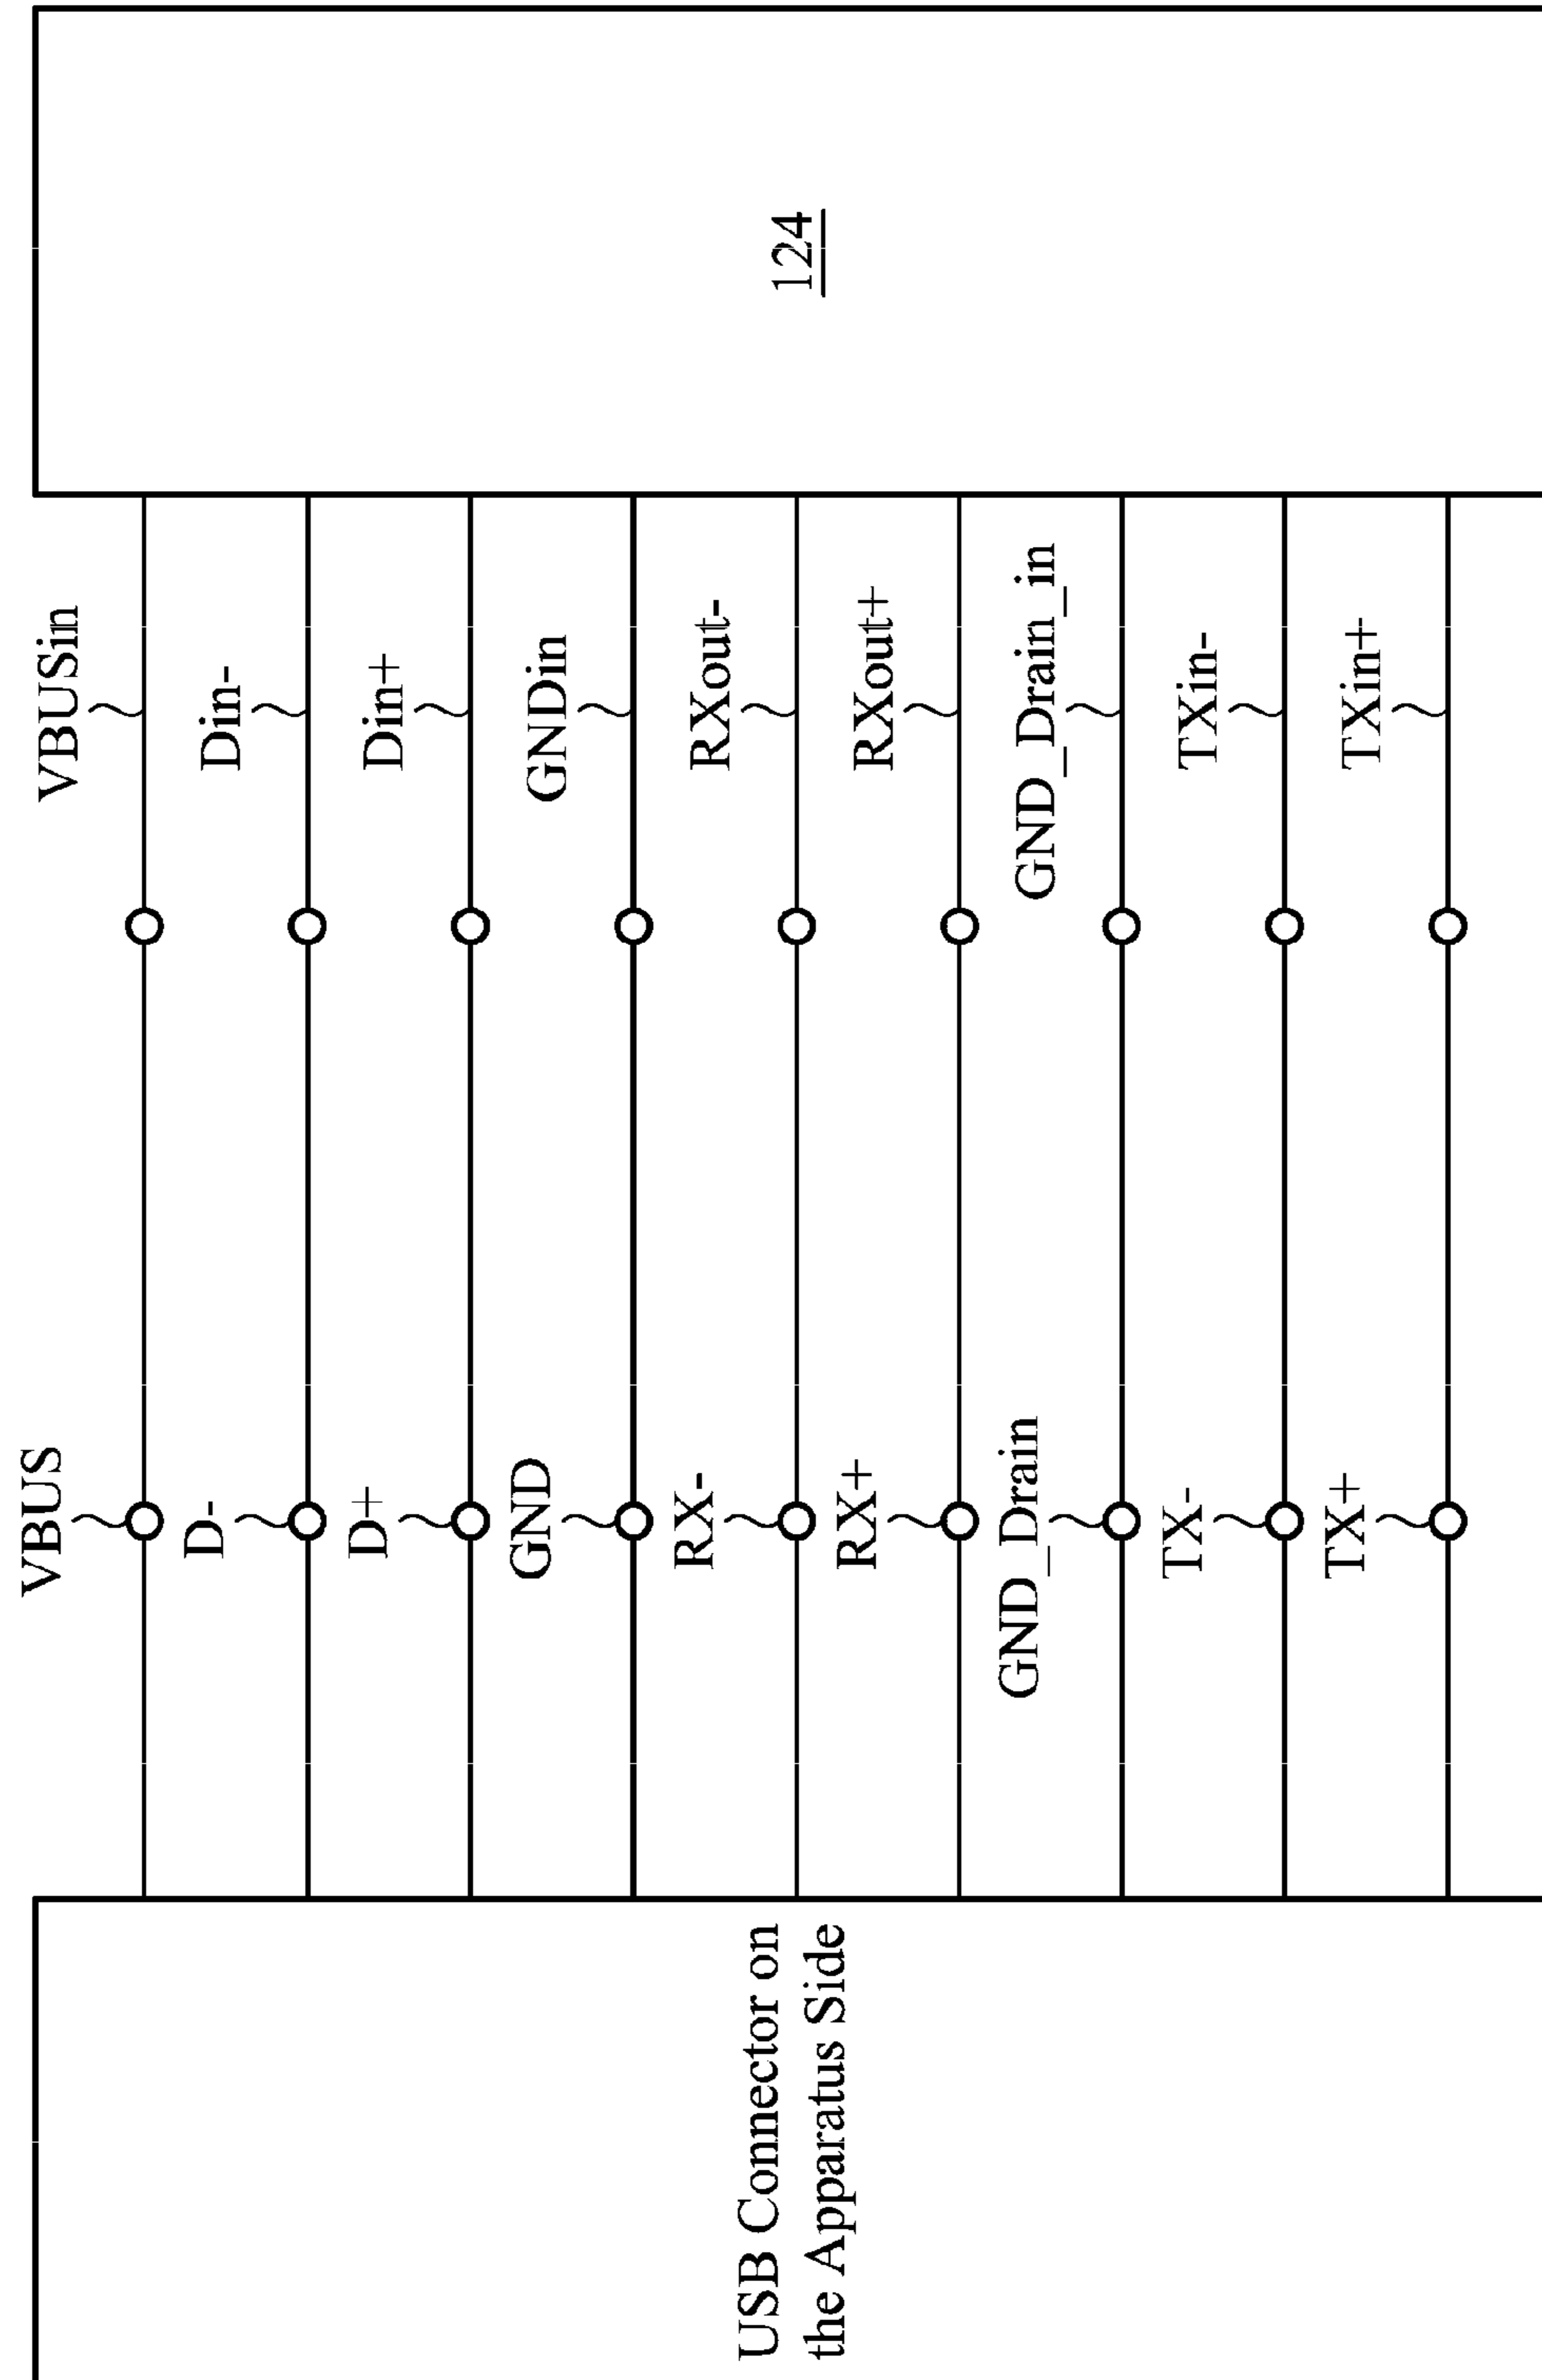 USB Connector on
the Apparatus Side
VBUS
VBUSin
D-
Din-
D+
Din+
GND
GNDin
RX-
RXout-
RX+
RXout+
GND_Drain
GND_Drain_in
TX-
TXin-
TX+
TXin+
124